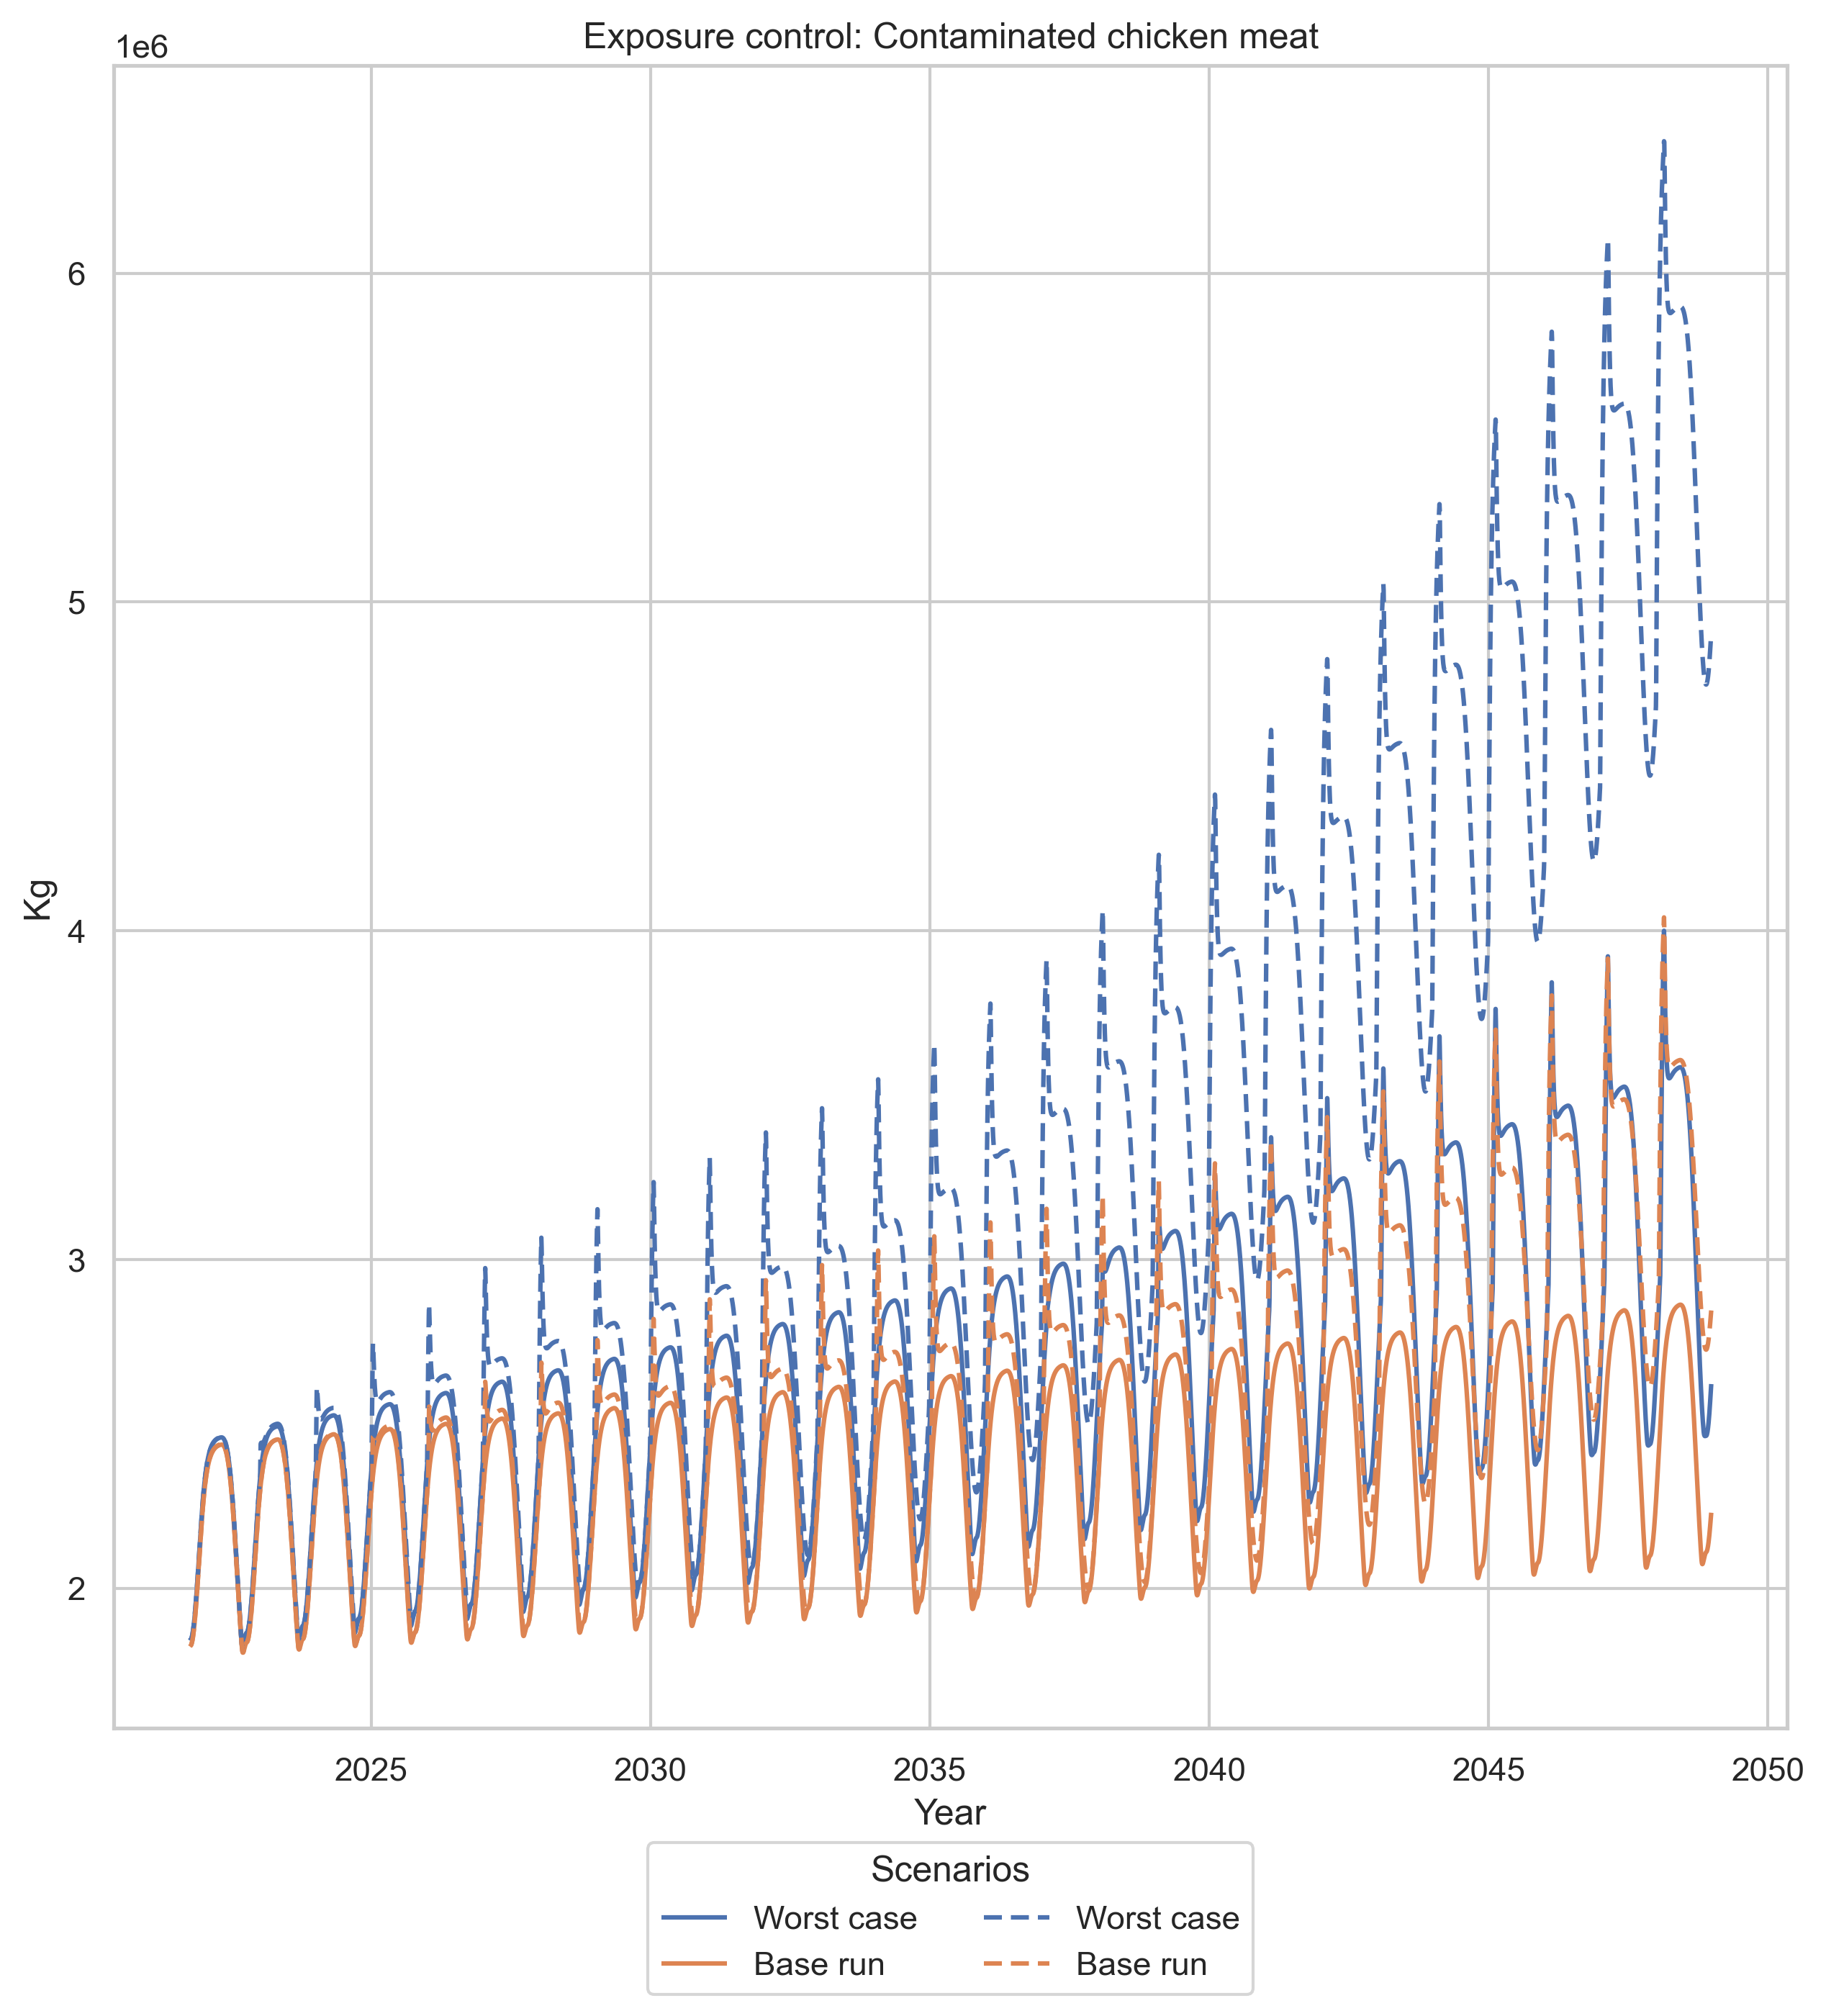 Exposure control: Contaminated chicken meat
1e6
6
5
4
3
2
Kg
2025 2030 2035 2040 2045 2050
Year
Scenarios
Worst case Worst case
Base run Base run